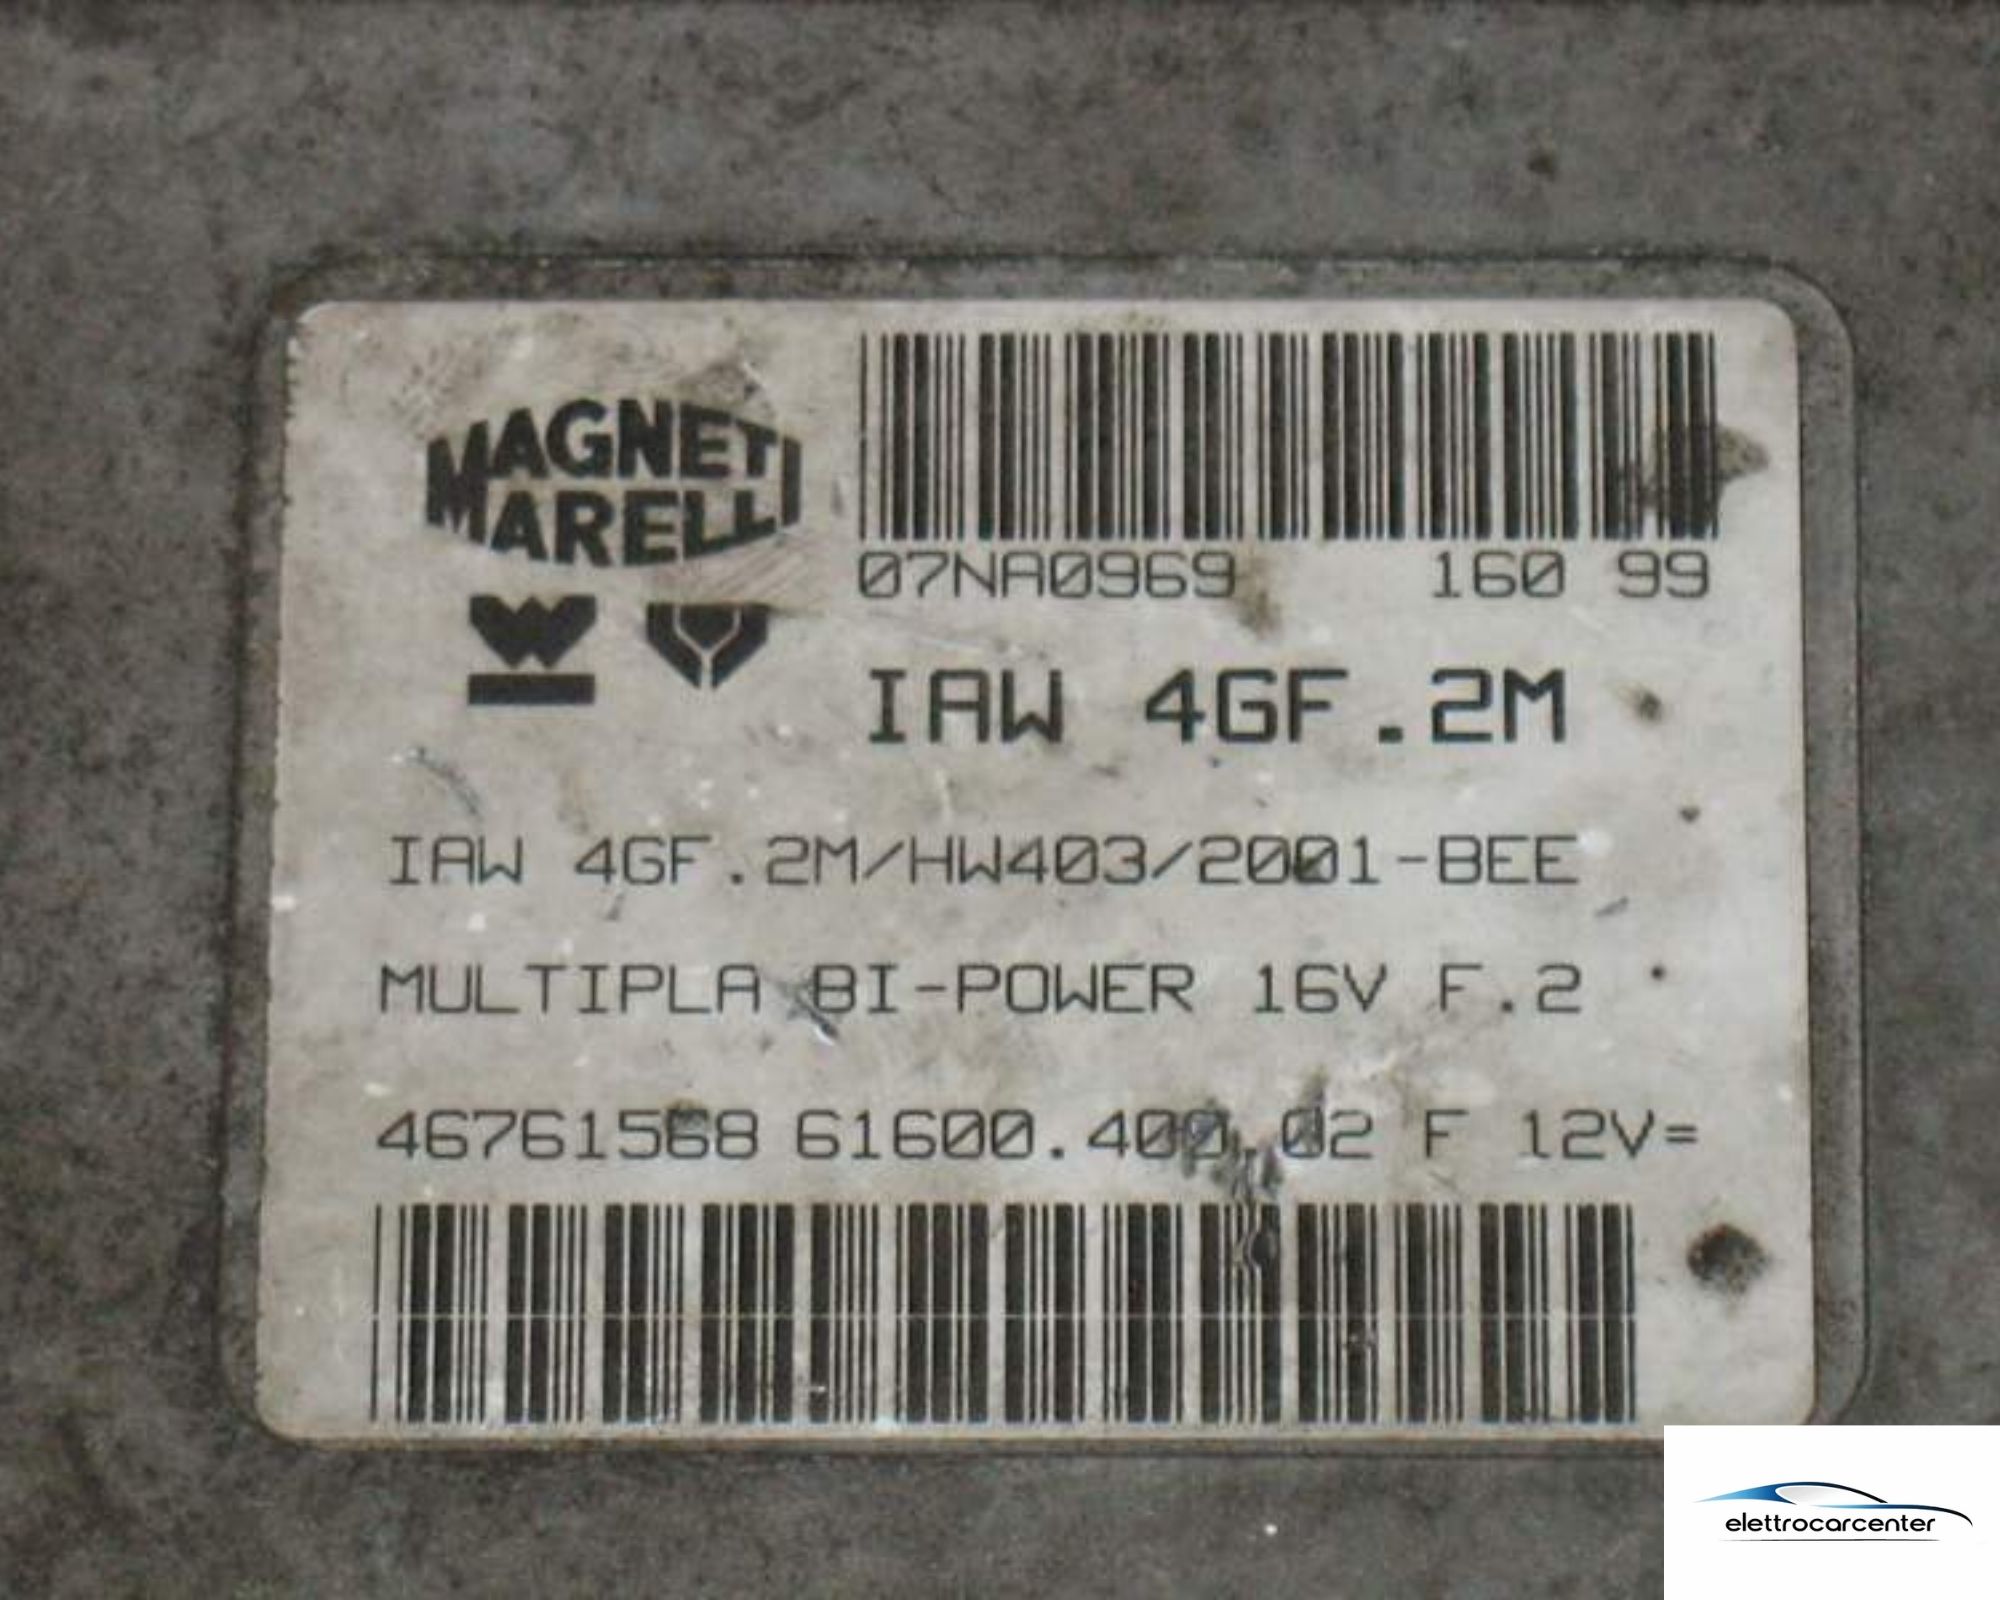 MAGNETI
MARELLI
07NA0969 160 99
IAW 4GF.2M
IAW 4GF.2M/HW403/2001-BEE
MULTIPLA BI-POWER 16V F.2
46761568 61600.400.02 F 12V=
elettrocarcenter